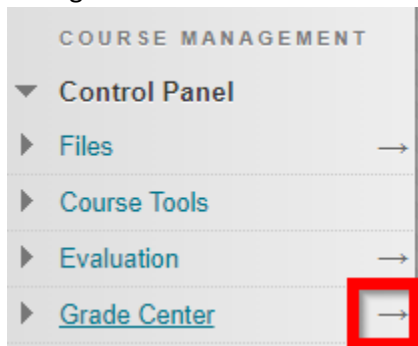 COURSE MANAGEMENT
Control Panel
Files →
Course Tools
Evaluation →
Grade Center →